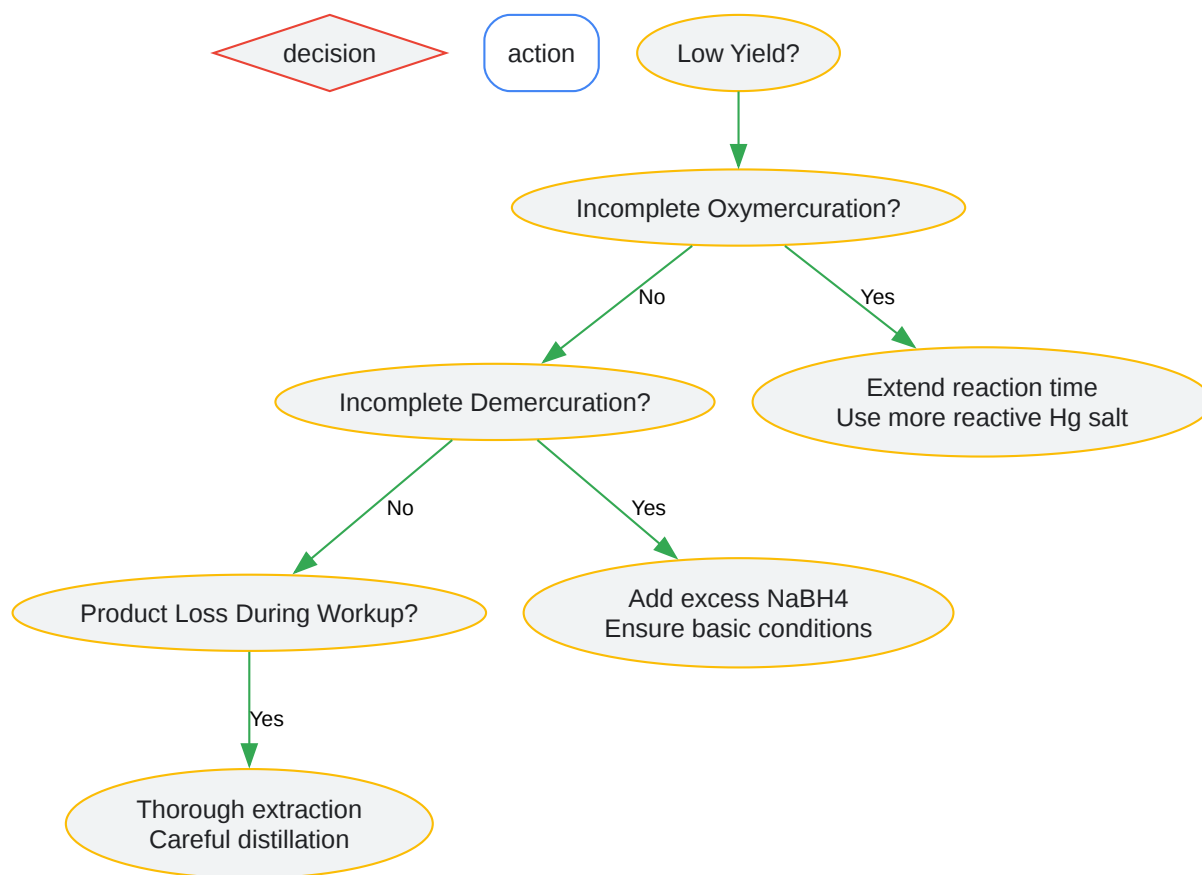 decision
action
Low Yield?
Incomplete Oxymercuration?
No
Yes
Incomplete Demercuration?
Extend reaction time
Use more reactive Hg salt
No
Yes
Product Loss During Workup?
Add excess NaBH4
Ensure basic conditions
Yes
Thorough extraction
Careful distillation